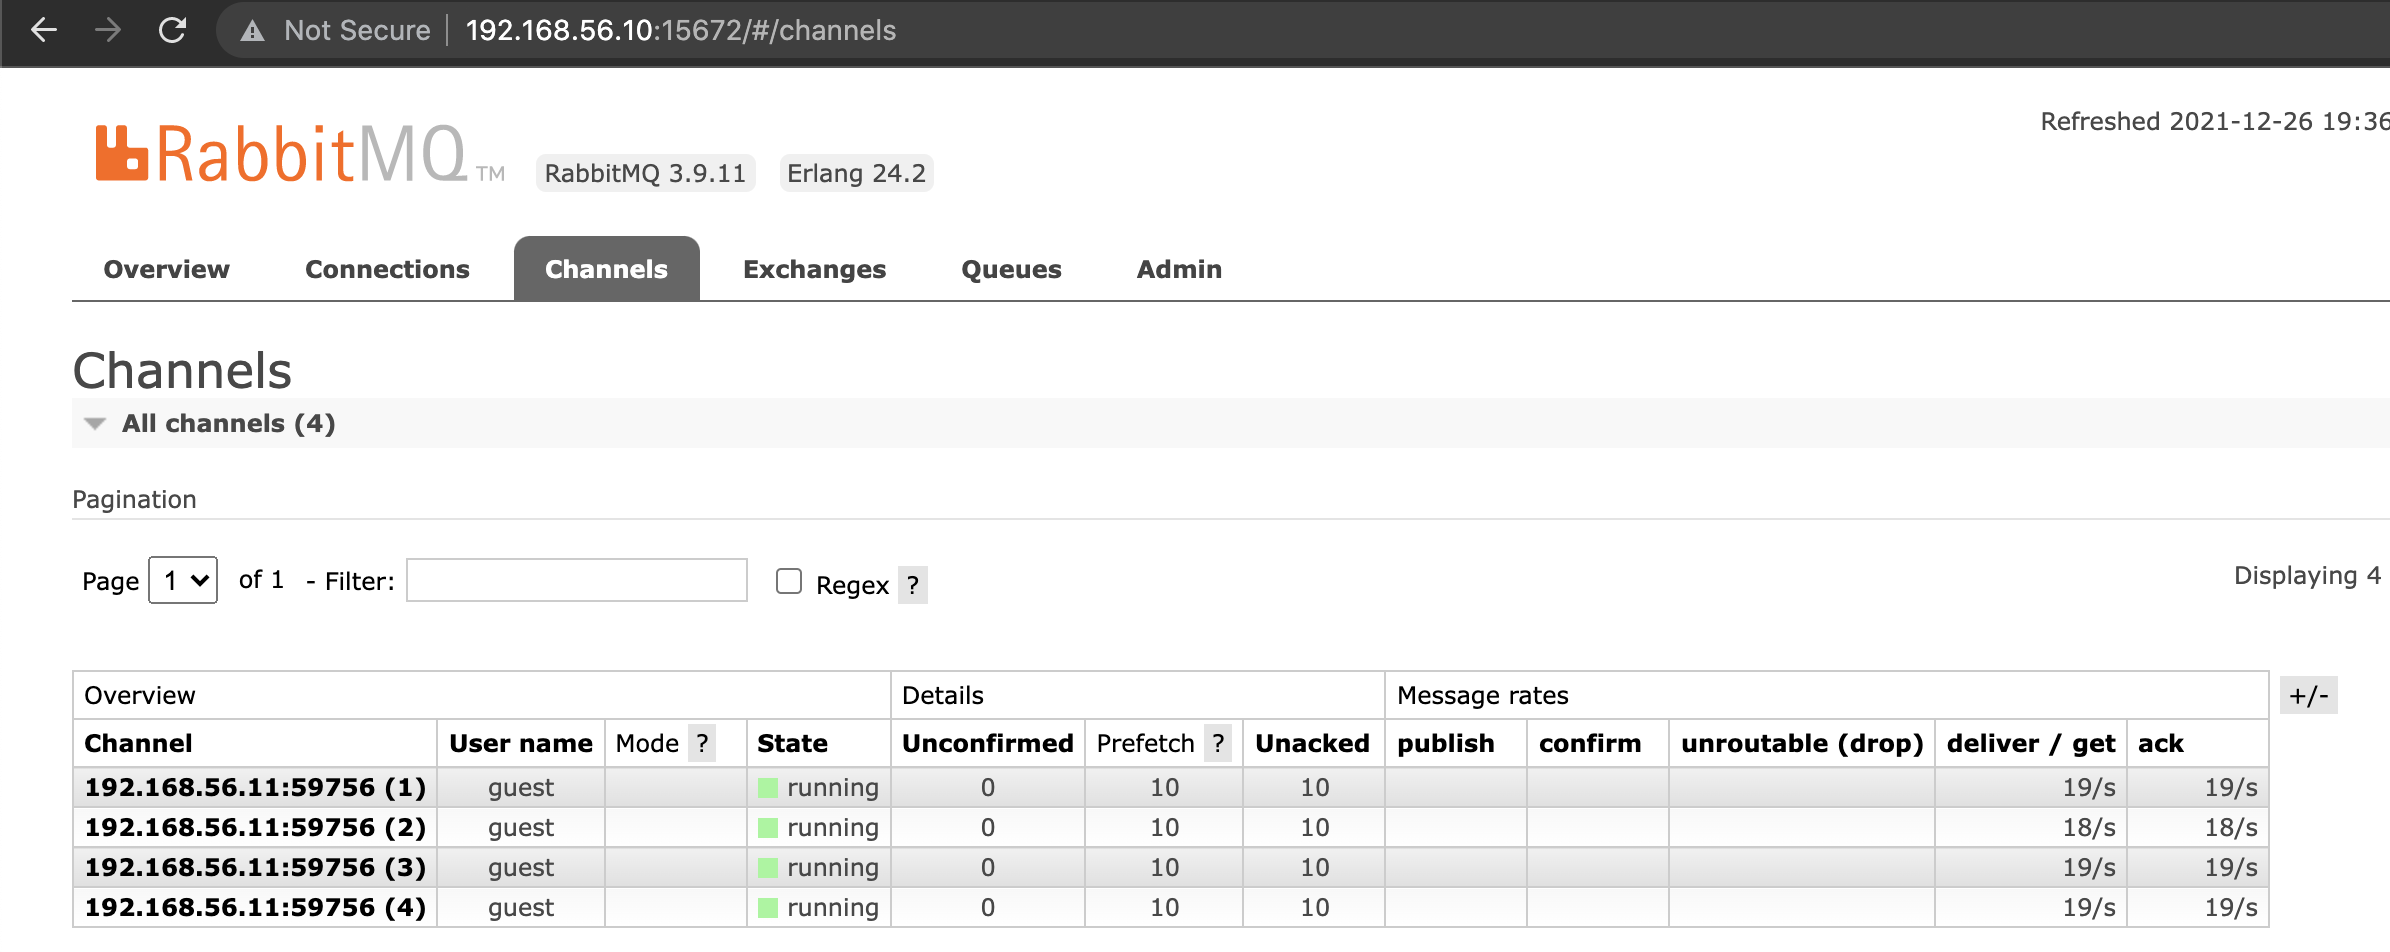 Not Secure 192.168.56.10:15672/#/channels
Refreshed 2021-12-26 19:36
RabbitMQ TM RabbitMQ 3.9.11 Erlang 24.2
Overview Connections Channels Exchanges Queues Admin
Channels
All channels (4)
Pagination
Page 1 of 1 - Filter: Regex ? Displaying 4
Overview Details Message rates +/-
Channel User name Mode ? State Unconfirmed Prefetch ? Unacked publish confirm unroutable (drop) deliver / get ack
192.168.56.11:59756 (1) guest running 0 10 10 19/s 19/s
192.168.56.11:59756 (2) guest running 0 10 10 18/s 18/s
192.168.56.11:59756 (3) guest running 0 10 10 19/s 19/s
192.168.56.11:59756 (4) guest running 0 10 10 19/s 19/s